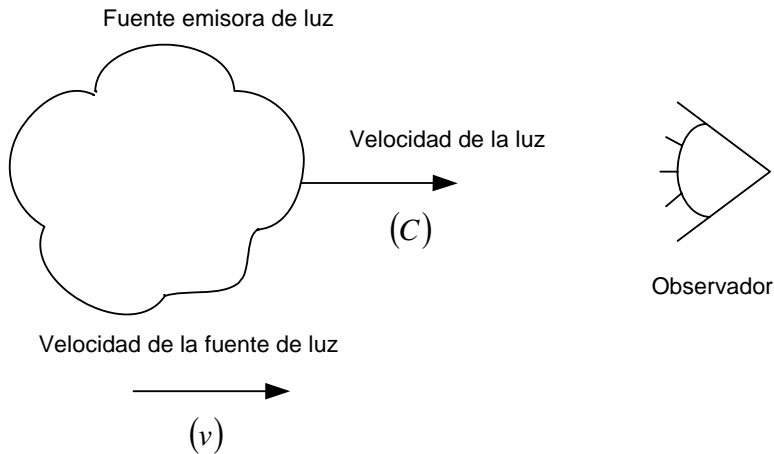 Fuente emisora de luz
Velocidad de la luz
(C)
Observador
Velocidad de la fuente de luz
(v)